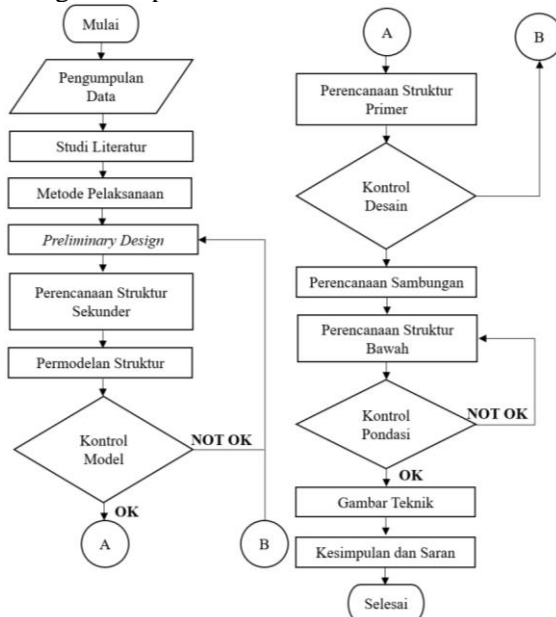 Mulai
Pengumpulan
Data
Studi Literatur
Metode Pelaksanaan
Preliminary Design
Perencanaan Struktur
Sekunder
Permodelan Struktur
Kontrol
Model
NOT OK
OK
A
B
A
B
Perencanaan Struktur
Primer
Kontrol
Desain
Perencanaan Sambungan
Perencanaan Struktur
Bawah
Kontrol
Pondasi
NOT OK
OK
Gambar Teknik
Kesimpulan dan Saran
Selesai